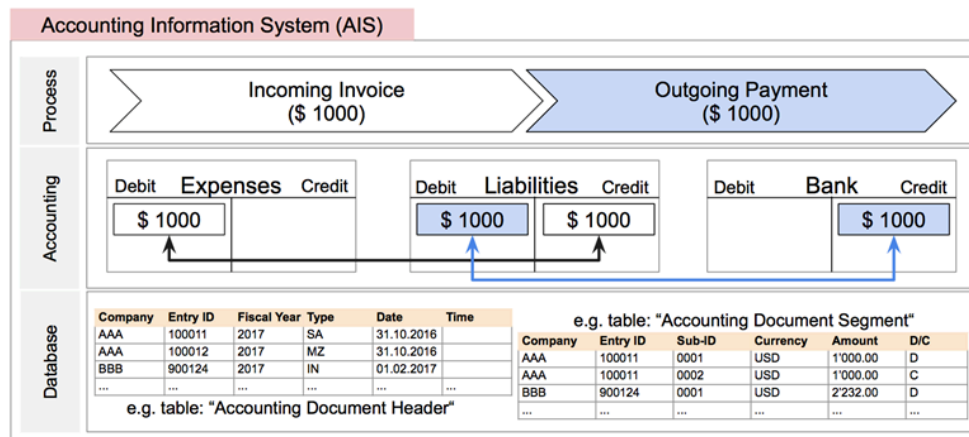 Accounting Information System (AIS)
Process
Incoming Invoice
($ 1000)
Outgoing Payment
($ 1000)
Accounting
Debit Expenses Credit
$ 1000
Debit Liabilities Credit
$ 1000 $ 1000
Debit Bank Credit
$ 1000
Database
Company Entry ID Fiscal Year Type Date Time
AAA 100011 2017 SA 31.10.2016
AAA 100012 2017 MZ 31.10.2016
BBB 900124 2017 IN 01.02.2017
... ... ... ... ... ...
e.g. table: "Accounting Document Header"
e.g. table: "Accounting Document Segment"
Company Entry ID Sub-ID Currency Amount D/C
AAA 100011 0001 USD 1'000.00 D
AAA 100011 0002 USD 1'000.00 C
BBB 900124 0001 USD 2'232.00 D
... ... ... ... ... ...